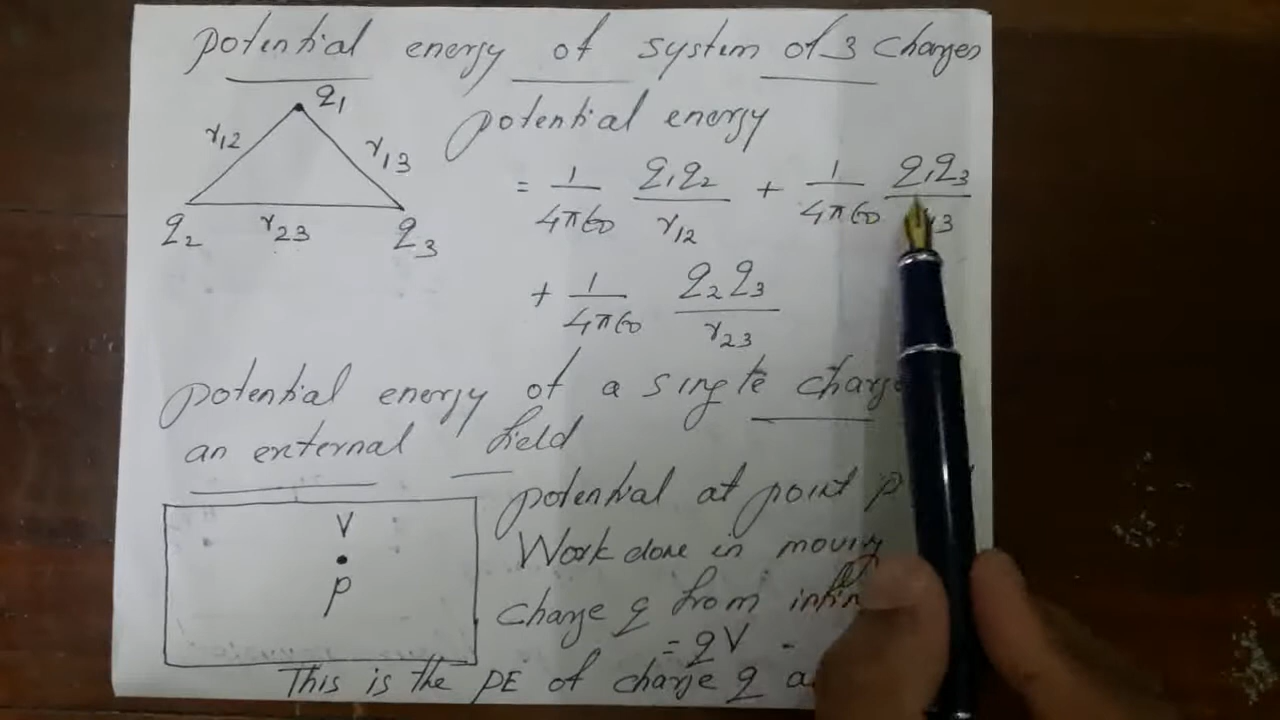 potential energy of system of 3 charges
q1
r12
r13
q2
r23
q3
potential energy
= 1/4πϵ0 q1q2/r12 + 1/4πϵ0 q1q3/
+ 1/4πϵ0 q2q3/r23
potential energy of a single charge
an external field
V
P
potential at point p
Work done in moving
charge q from
= qV -
This is the PE of charge q